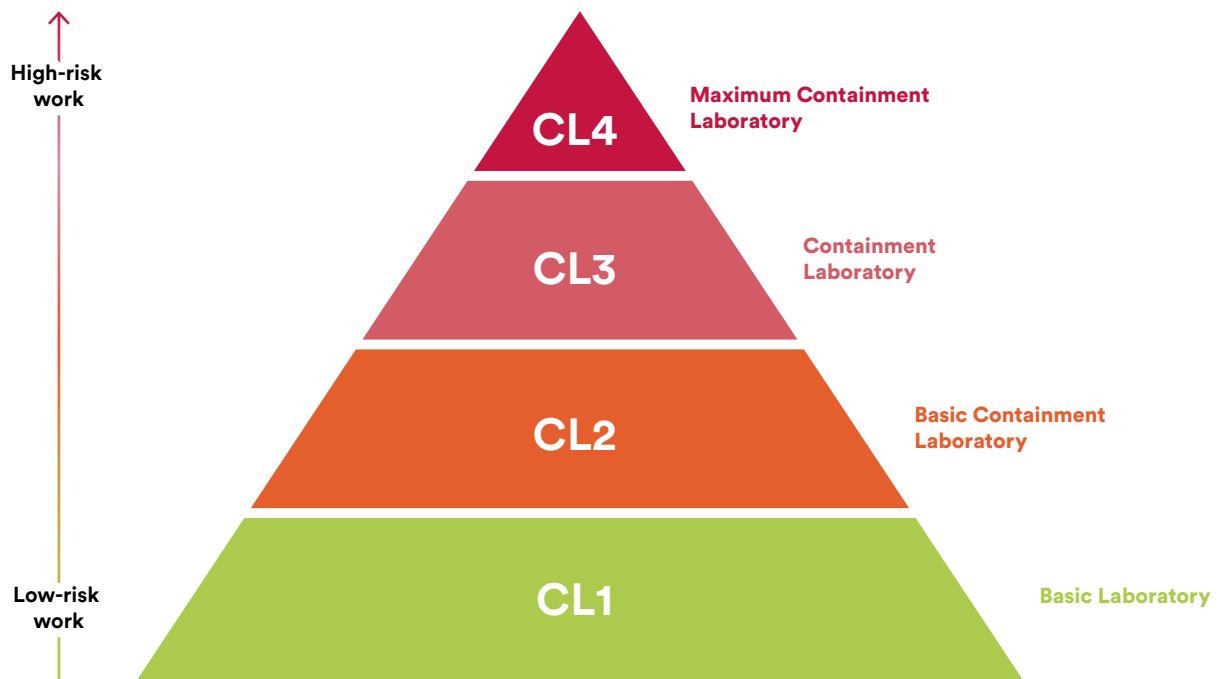 High-risk
work
CL4
Maximum Containment
Laboratory
CL3
Containment
Laboratory
CL2
Basic Containment
Laboratory
Low-risk
work
CL1
Basic Laboratory